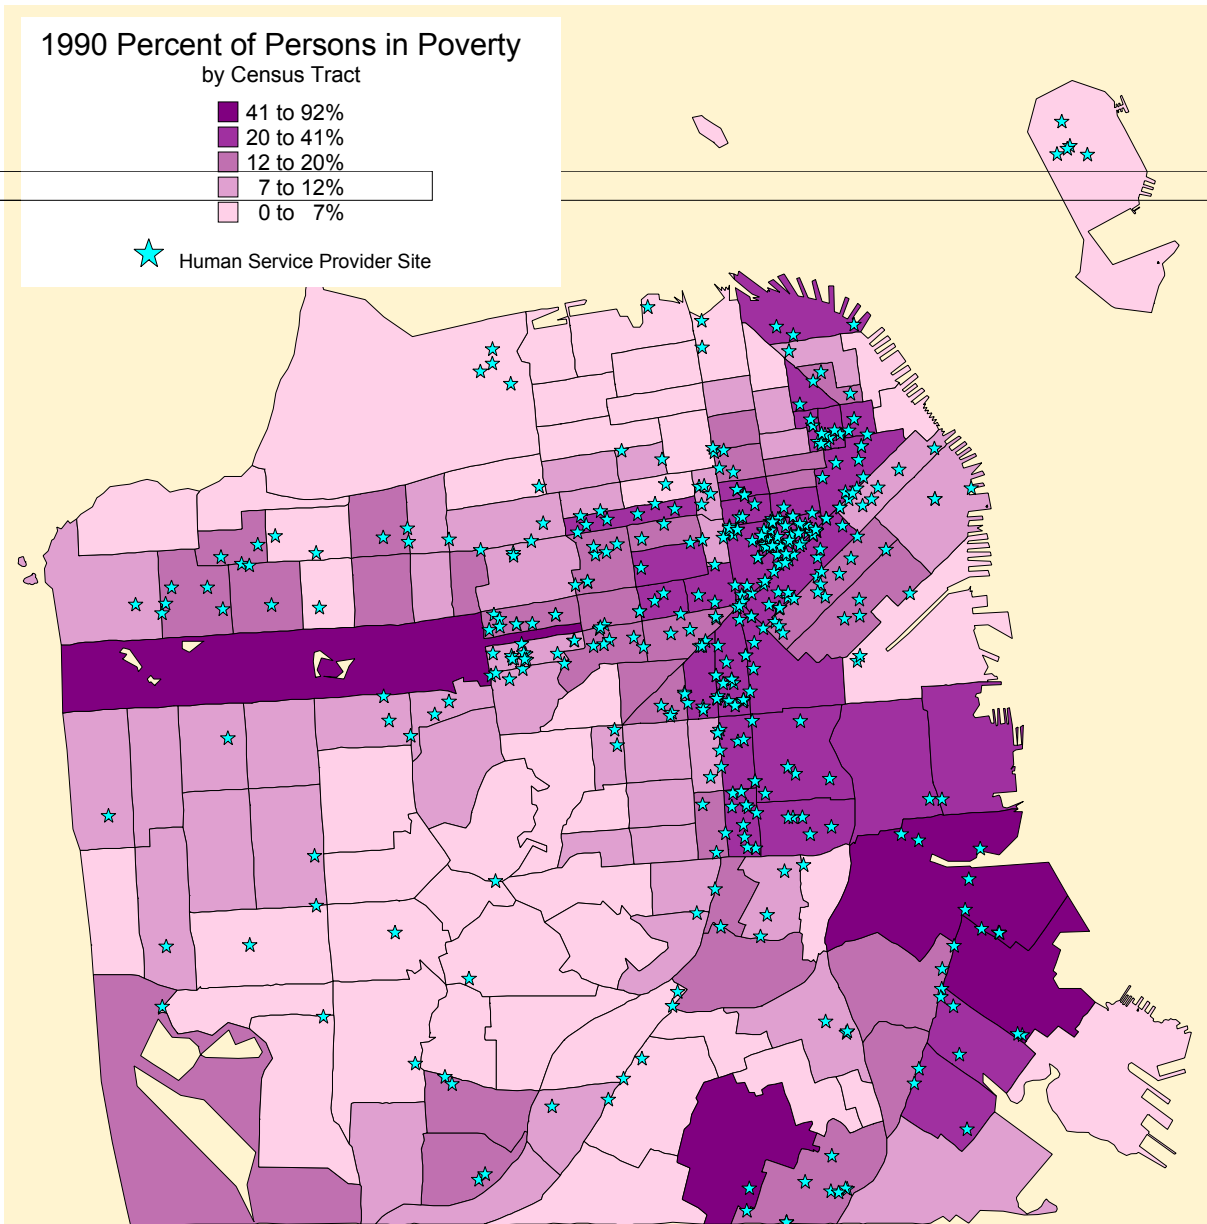 1990 Percent of Persons in Poverty
by Census Tract
41 to 92%
20 to 41%
12 to 20%
7 to 12%
0 to 7%
Human Service Provider Site